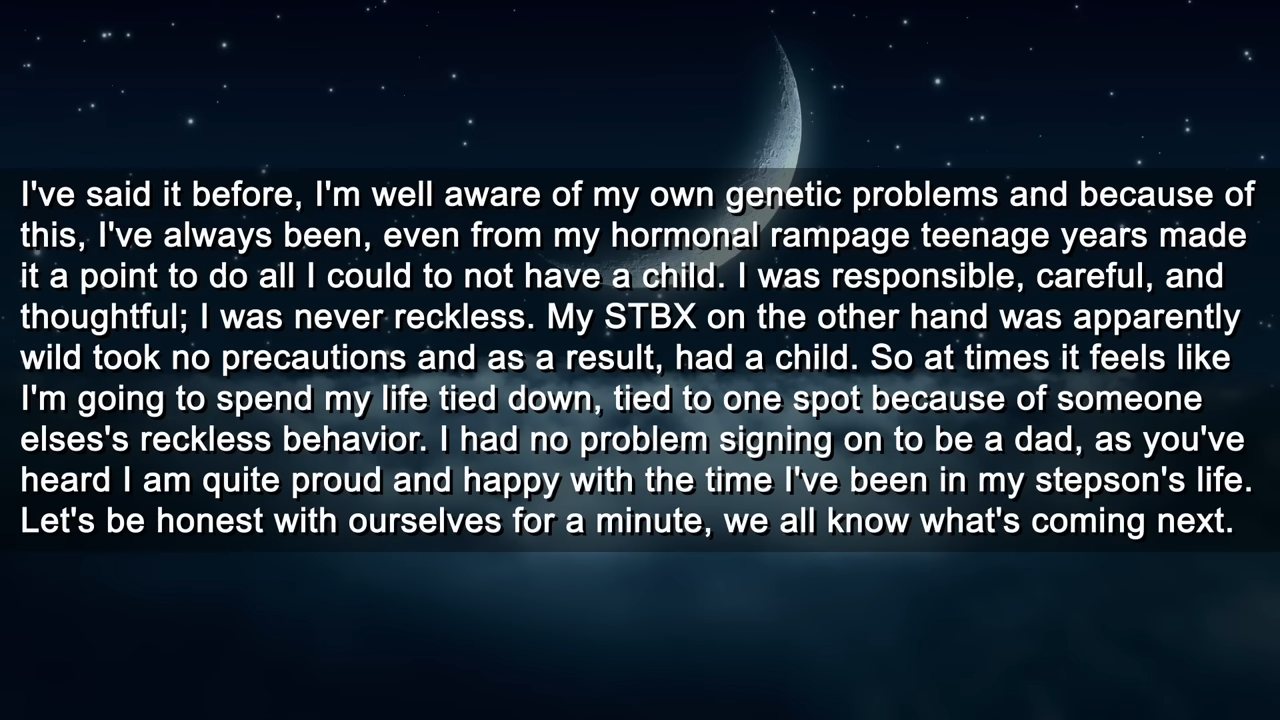 I've said it before, I'm well aware of my own genetic problems and because of
this, I've always been, even from my hormonal rampage teenage years made
it a point to do all I could to not have a child. I was responsible, careful, and
thoughtful; I was never reckless. My STBX on the other hand was apparently
wild took no precautions and as a result, had a child. So at times it feels like
I'm going to spend my life tied down, tied to one spot because of someone
elses's reckless behavior. I had no problem signing on to be a dad, as you've
heard I am quite proud and happy with the time I've been in my stepson's life.
Let's be honest with ourselves for a minute, we all know what's coming next.